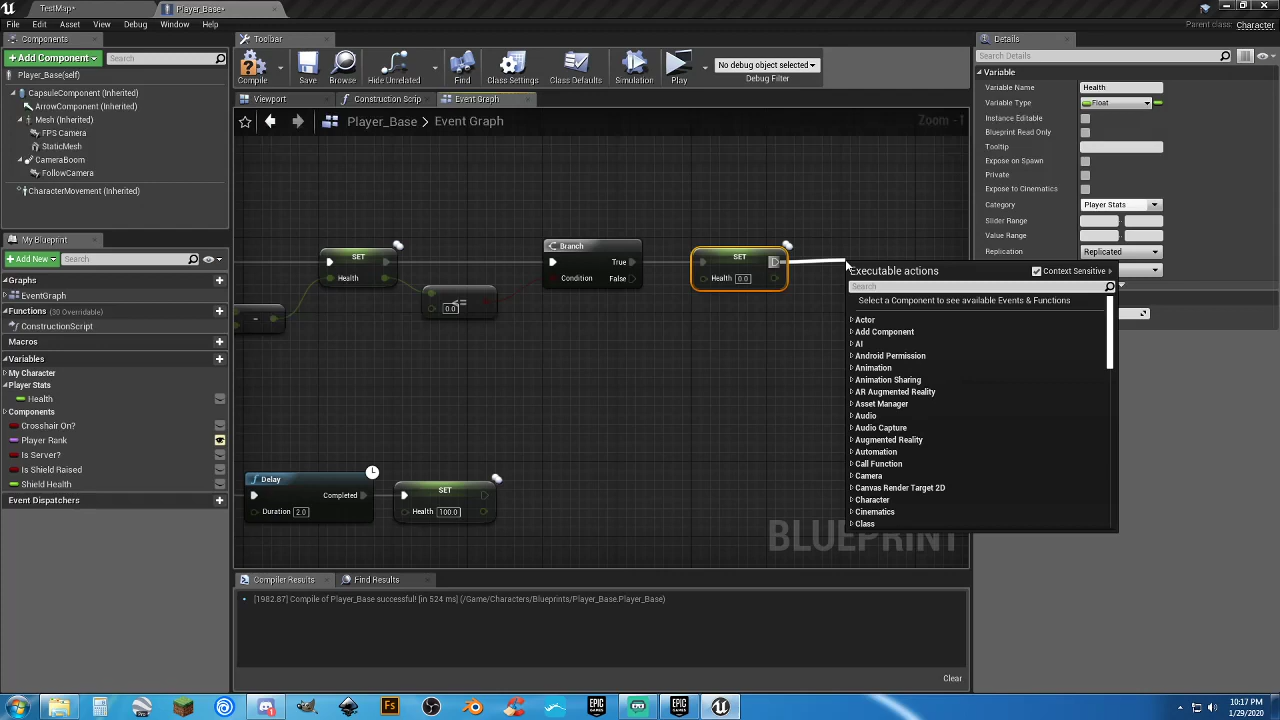 TestMap*
Player_Base*
File Edit Asset View Debug Window Help
Parent class: Character
Components
+Add Component
Search
Player_Base(self)
CapsuleComponent (Inherited)
ArrowComponent (Inherited)
Mesh (Inherited)
FPS Camera
StaticMesh
CameraBoom
FollowCamera
CharacterMovement (Inherited)
My Blueprint
+Add New
Search
Graphs
EventGraph
Functions (30 Overridable)
ConstructionScript
Macros
Variables
My Character
Player Stats
Health
Components
Crosshair On?
Player Rank
Is Server?
Is Shield Raised
Shield Health
Event Dispatchers
Toolbar
Compile
Browse
Hide Unrelated
Find
Class Settings
Class Defaults
Simulation
Play
No debug object selected
Debug Filter
Viewport
Construction Scrip
Event Graph
Player_Base > Event Graph
Zoom -1
SET
Health
-
0.0
<=
Branch
True
Condition False
SET
Health 0.0
Delay
Completed
Duration 2.0
SET
Health 100.0
BLUEPRINT
Executable actions
Context Sensitive
Search
Select a Component to see available Events & Functions
Actor
Add Component
AI
Android Permission
Animation
Animation Sharing
AR Augmented Reality
Asset Manager
Audio
Audio Capture
Augmented Reality
Automation
Call Function
Camera
Canvas Render Target 2D
Character
Cinematics
Class
Compiler Results
Find Results
[1982.87] Compile of Player_Base successful! [in 524 ms] (/Game/Characters/Blueprints/Player_Base.Player_Base)
Clear
Details
Search Details
Variable
Variable Name Health
Variable Type Float
Instance Editable
Blueprint Read Only
Tooltip
Expose on Spawn
Private
Expose to Cinematics
Category Player Stats
Slider Range
Value Range
Replication Replicated
Pro
Fs
EPIC GAMES
EPIC GAMES
10:17 PM
1/29/2020